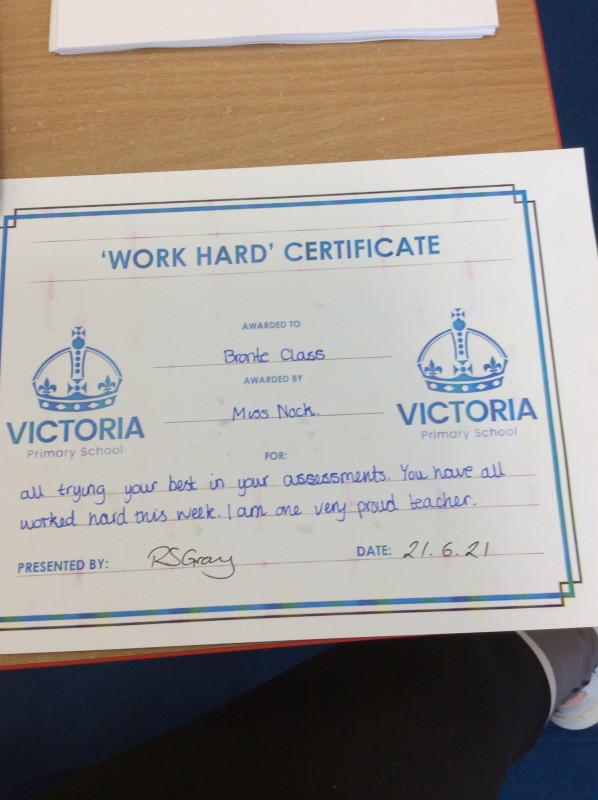 ‘WORK HARD’ CERTIFICATE
AWARDED TO
Bronte Class
AWARDED BY
Miss Noch.
VICTORIA
Primary School
VICTORIA
Primary School
FOR:
all trying your best in your assessments. You have all
worked hard this week. I am one very proud teacher.
PRESENTED BY: RSGray DATE: 21.6.21